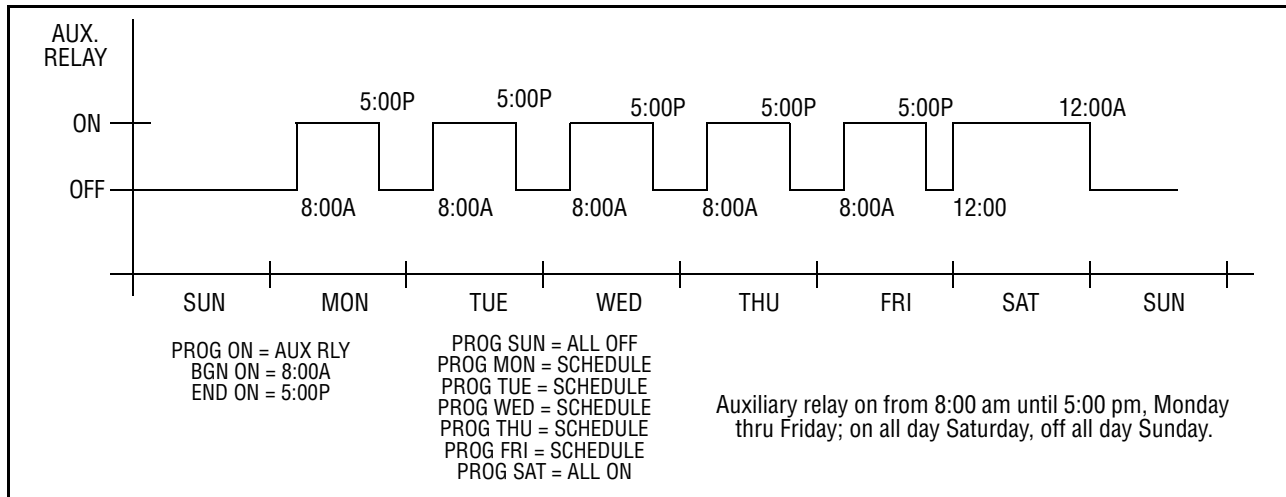 AUX.
RELAY
5:00P 5:00P 5:00P 5:00P 5:00P 12:00A
ON
OFF
8:00A 8:00A 8:00A 8:00A 8:00A 12:00
SUN MON TUE WED THU FRI SAT SUN
PROG ON = AUX RLY
BGN ON = 8:00A
END ON = 5:00P
PROG SUN = ALL OFF
PROG MON = SCHEDULE
PROG TUE = SCHEDULE
PROG WED = SCHEDULE
PROG THU = SCHEDULE
PROG FRI = SCHEDULE
PROG SAT = ALL ON
Auxiliary relay on from 8:00 am until 5:00 pm, Monday
thru Friday; on all day Saturday, off all day Sunday.